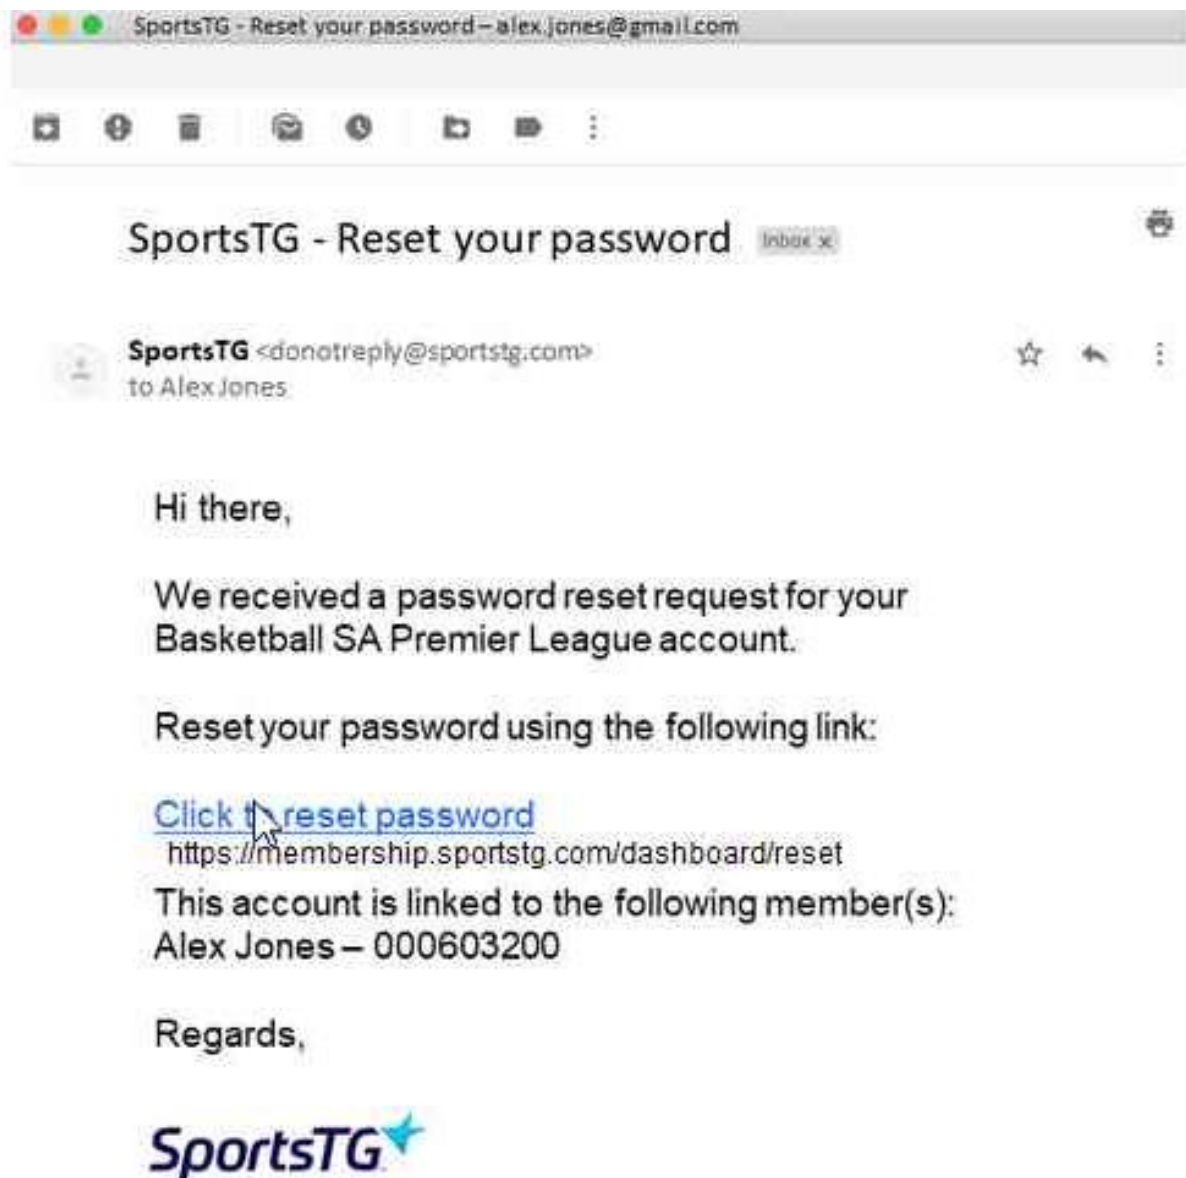 SportsTG - Reset your password – alex.jones@gmail.com
SportsTG - Reset your password Inbox x
SportsTG <donotreply@sportstg.com>
to Alex Jones
Hi there,
We received a password reset request for your
Basketball SA Premier League account.
Reset your password using the following link:
Click to reset password
https://membership.sportstg.com/dashboard/reset
This account is linked to the following member(s):
Alex Jones – 000603200
Regards,
SportsTG